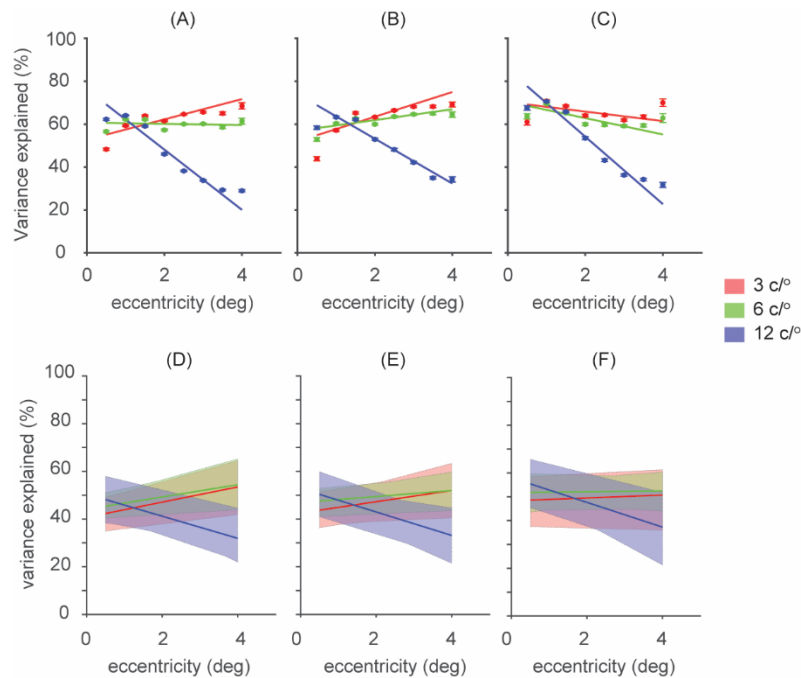 (A) (B) (C)
Variance explained (%)
100
80
60
40
20
0
0 2 4 0 2 4 0 2 4
eccentricity (deg) eccentricity (deg) eccentricity (deg)
3 c/°
6 c/°
12 c/°
(D) (E) (F)
variance explained (%)
100
80
60
40
20
0
0 2 4 0 2 4 0 2 4
eccentricity (deg) eccentricity (deg) eccentricity (deg)